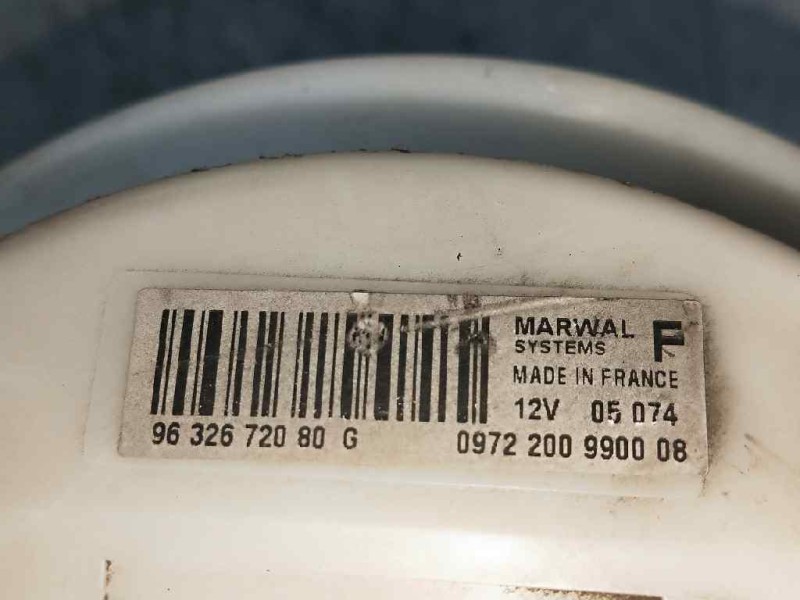 MARWAL F
SYSTEMS
MADE IN FRANCE
12V 05 074
96 326 720 80 G 0972 200 9900 08